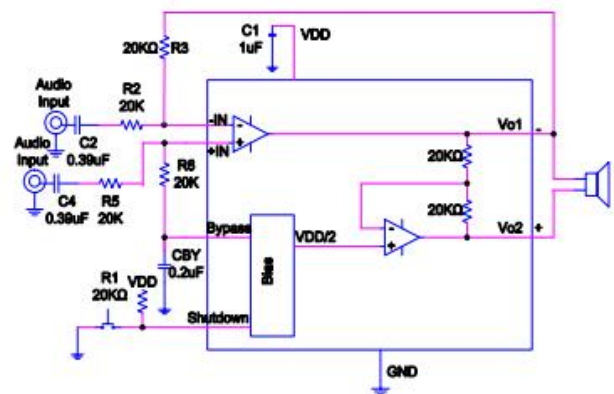 C1
1uF
VDD
20KΩ
R3
Audio
Input
R2
20K
-IN
-
+
+IN
Vo1
-
Audio
Input
C2
0.39uF
R6
20K
20KΩ
20KΩ
C4
0.39uF
R5
20K
Bypass
VDD/2
-
+
Vo2
+
CBY
0.2uF
Bias
R1
20KΩ
VDD
Shutdown
GND